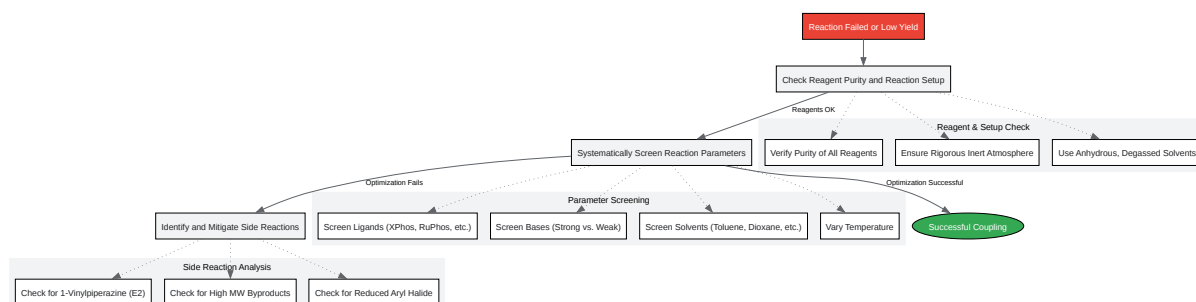 Reaction Failed or Low Yield
Check Reagent Purity and Reaction Setup
Reagents OK
Reagent & Setup Check
Systematically Screen Reaction Parameters
Verify Purity of All Reagents
Ensure Rigorous Inert Atmosphere
Use Anhydrous, Degassed Solvents
Optimization Fails
Optimization Successful
Parameter Screening
Identify and Mitigate Side Reactions
Screen Ligands (XPhos, RuPhos, etc.)
Screen Bases (Strong vs. Weak)
Screen Solvents (Toluene, Dioxane, etc.)
Vary Temperature
Successful Coupling
Side Reaction Analysis
Check for 1-Vinylpiperazine (E2)
Check for High MW Byproducts
Check for Reduced Aryl Halide